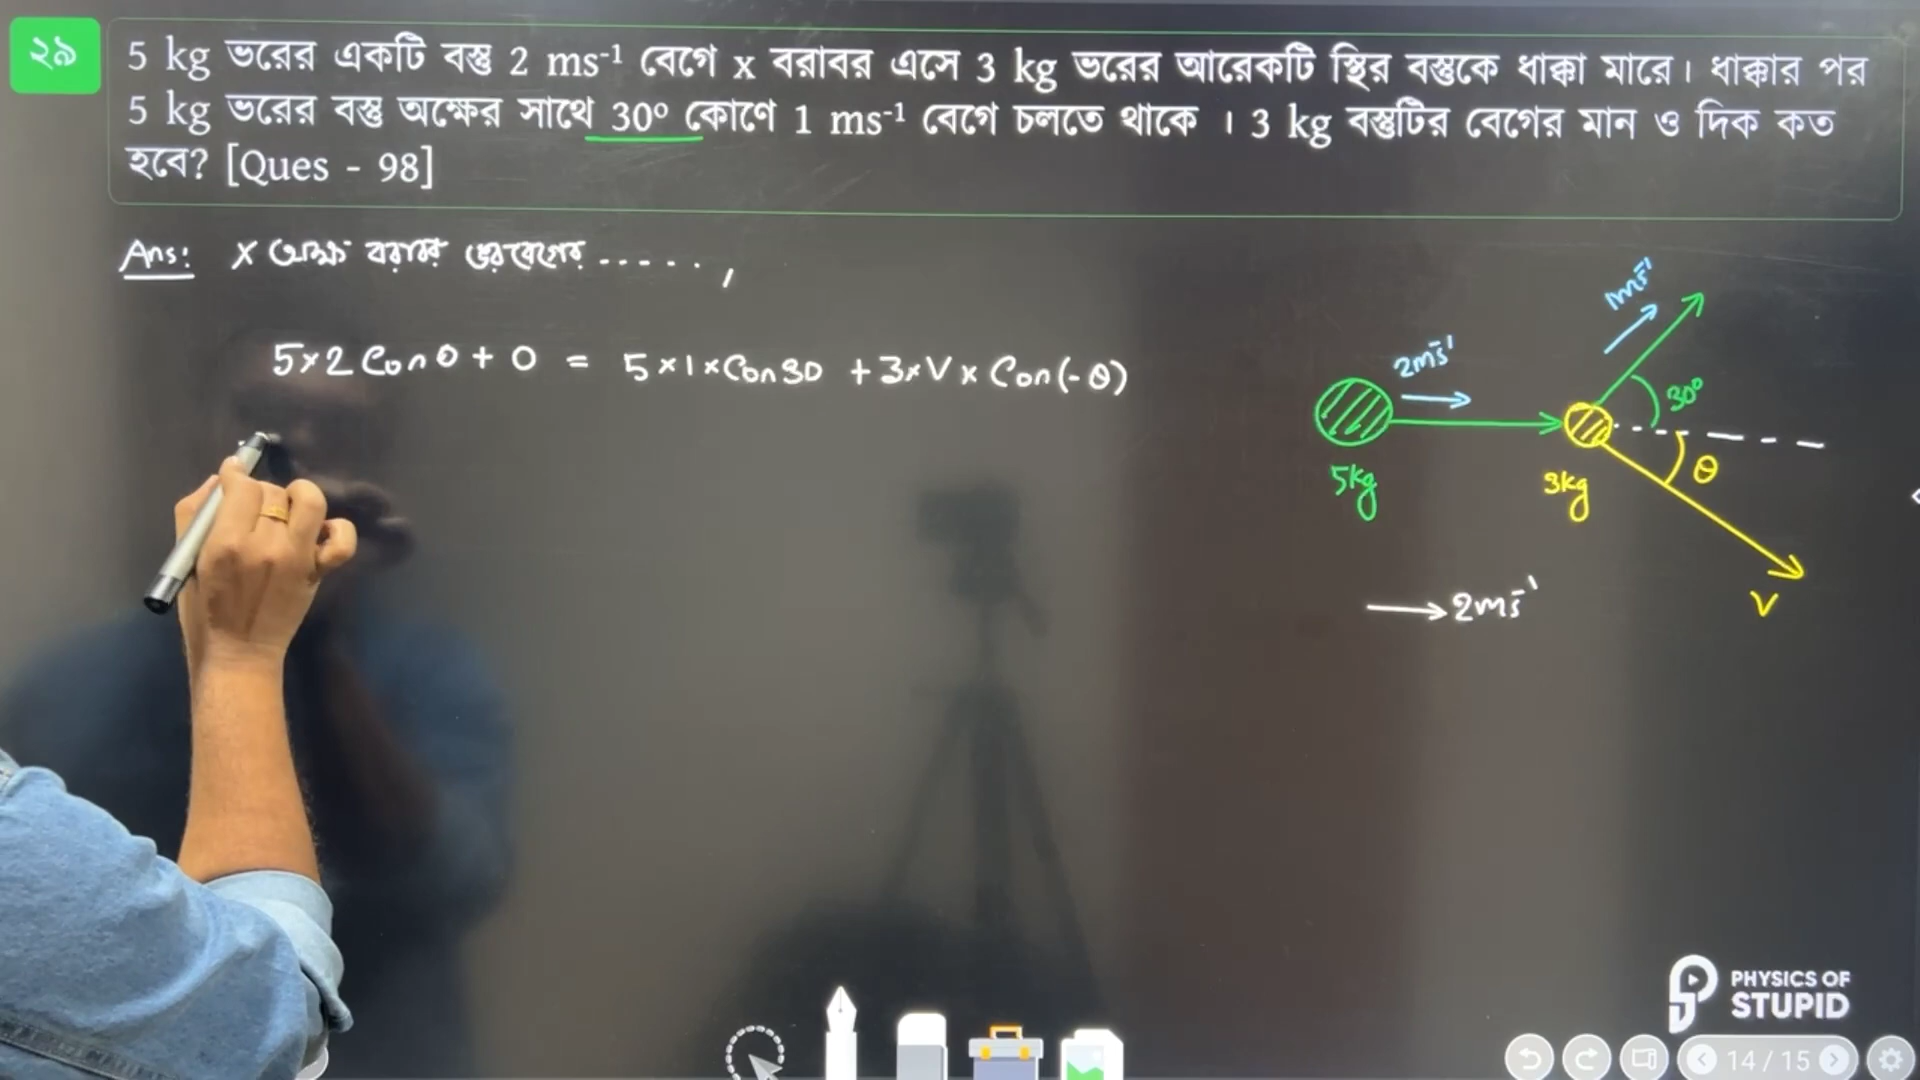 ২৯
5 kg ভরের একটি বস্তু 2 ms⁻¹ বেগে x বরাবর এসে 3 kg ভরের আরেকটি স্থির বস্তুকে ধাক্কা মারে। ধাক্কার পর
5 kg ভরের বস্তু অক্ষের সাথে 30° কোণে 1 ms⁻¹ বেগে চলতে থাকে । 3 kg বস্তুটির বেগের মান ও দিক কত
হবে? [Ques - 98]
Ans: X অক্ষ বরাবর ভরবেগের ......,
5×2 Cos 0 + 0 = 5×1×Cos30 + 3×V× Cos(-θ)
1ms⁻¹
2ms⁻¹
30°
θ
5kg
3kg
V
→ 2ms⁻¹
PHYSICS OF
STUPID
14 / 15